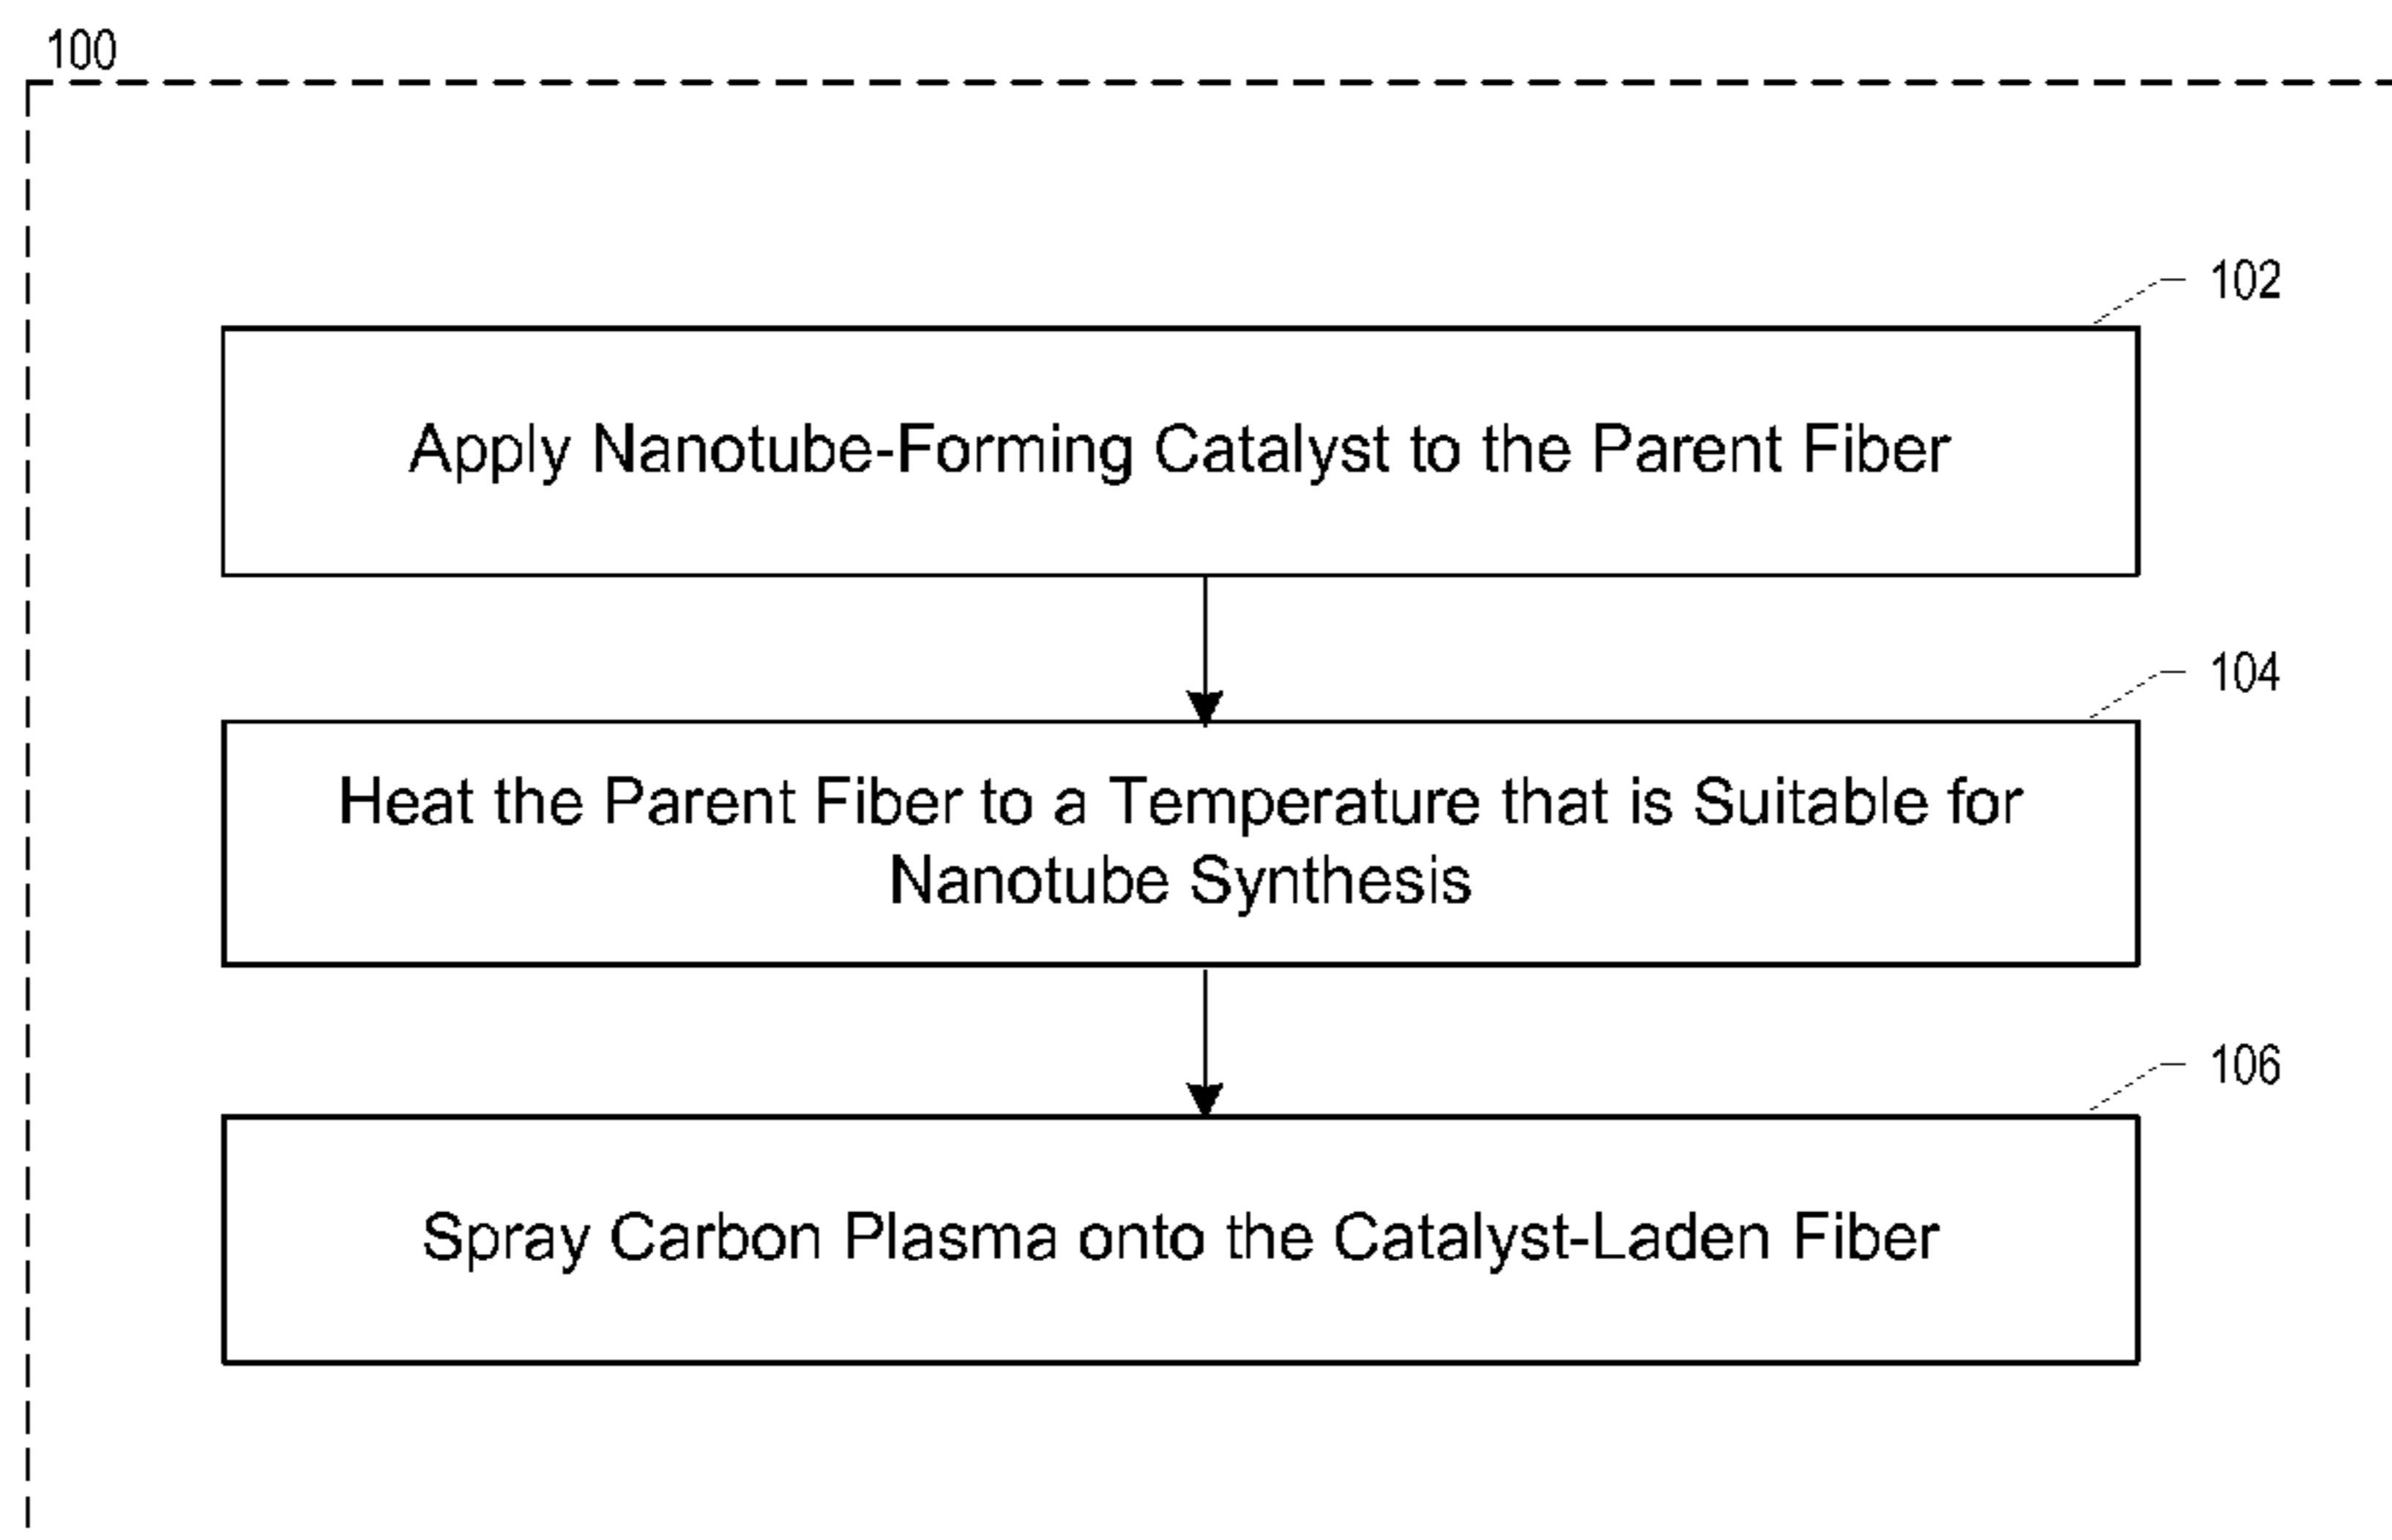 100
102
Apply Nanotube-Forming Catalyst to the Parent Fiber
104
Heat the Parent Fiber to a Temperature that is Suitable for
Nanotube Synthesis
106
Spray Carbon Plasma onto the Catalyst-Laden Fiber